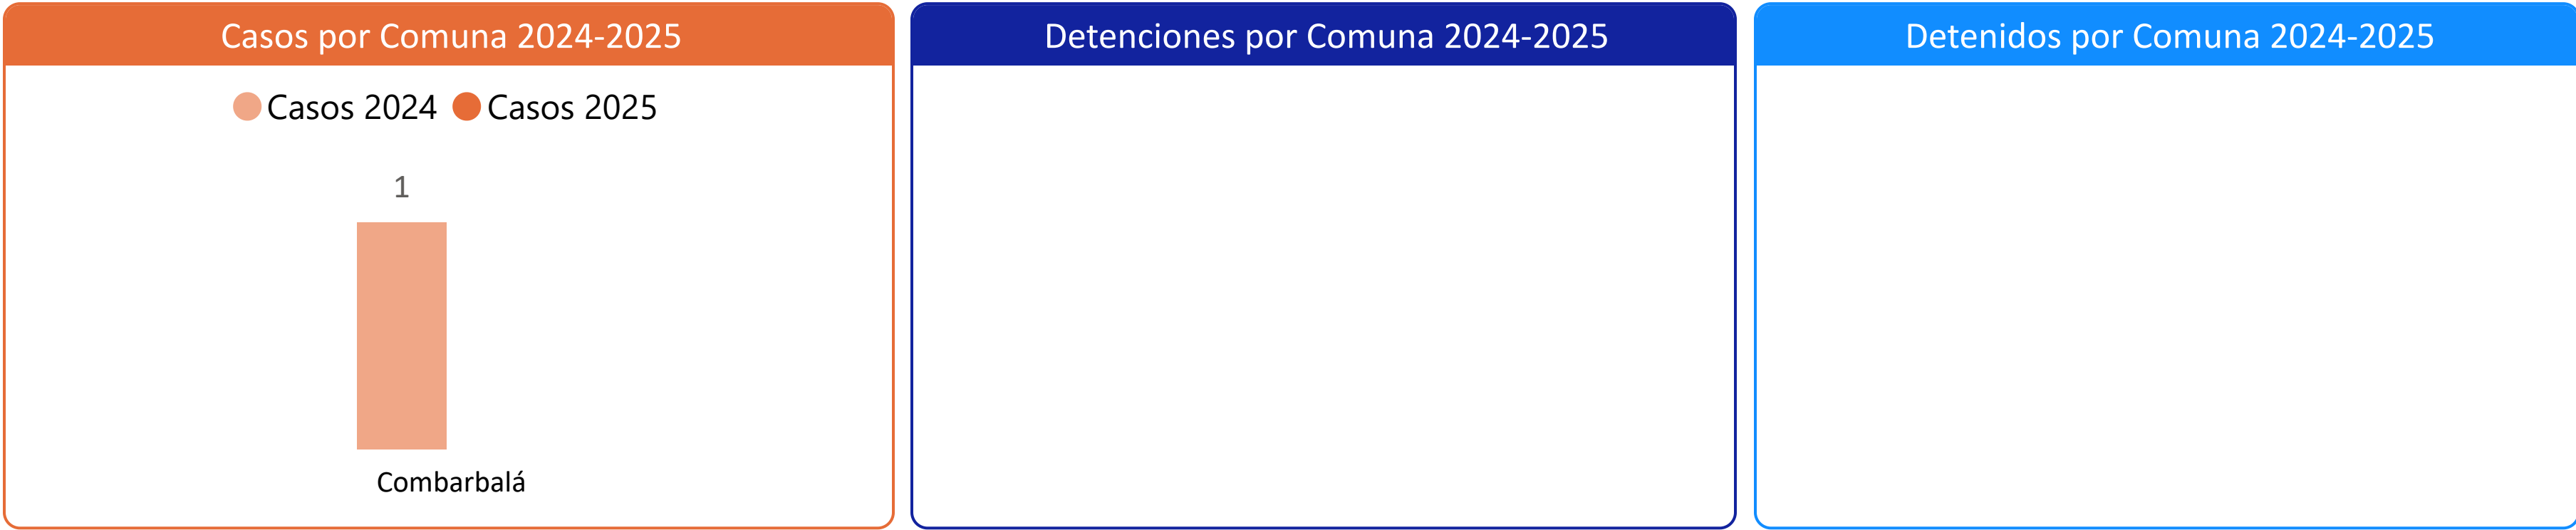 Casos por Comuna 2024-2025
Casos 2024 Casos 2025
1
Combarbalá
Detenciones por Comuna 2024-2025
Detenidos por Comuna 2024-2025